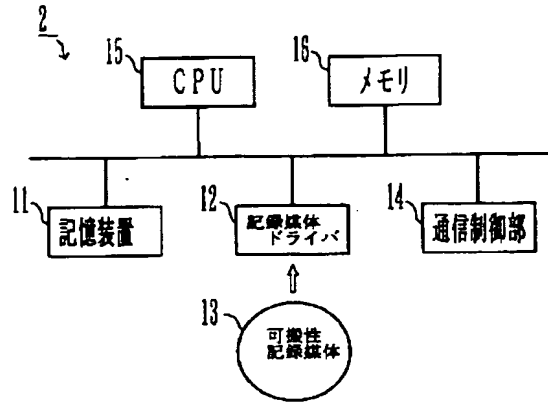 2
15
CPU
16
メモリ
11
記憶装置
12
記録媒体
ドライバ
14
通信制御部
13
可搬性
記録媒体